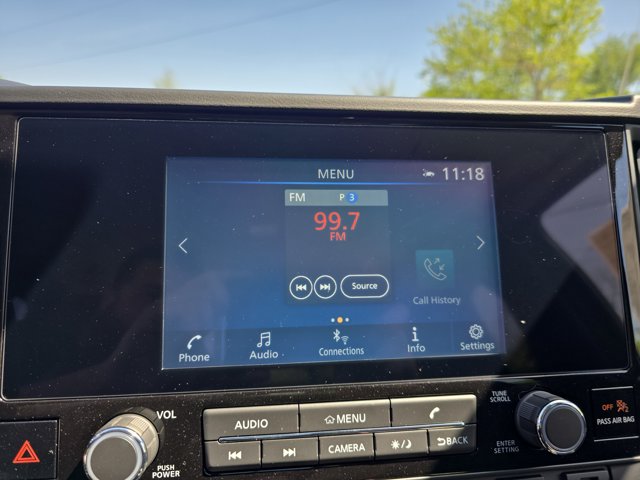 MENU
11:18
FM P 3
99.7
FM
Source
Call History
Phone
Audio
Connections
Info
Settings
VOL
PUSH
POWER
AUDIO
MENU
CAMERA
BACK
TUNE
SCROLL
ENTER
SETTING
OFF
PASS AIR BAG